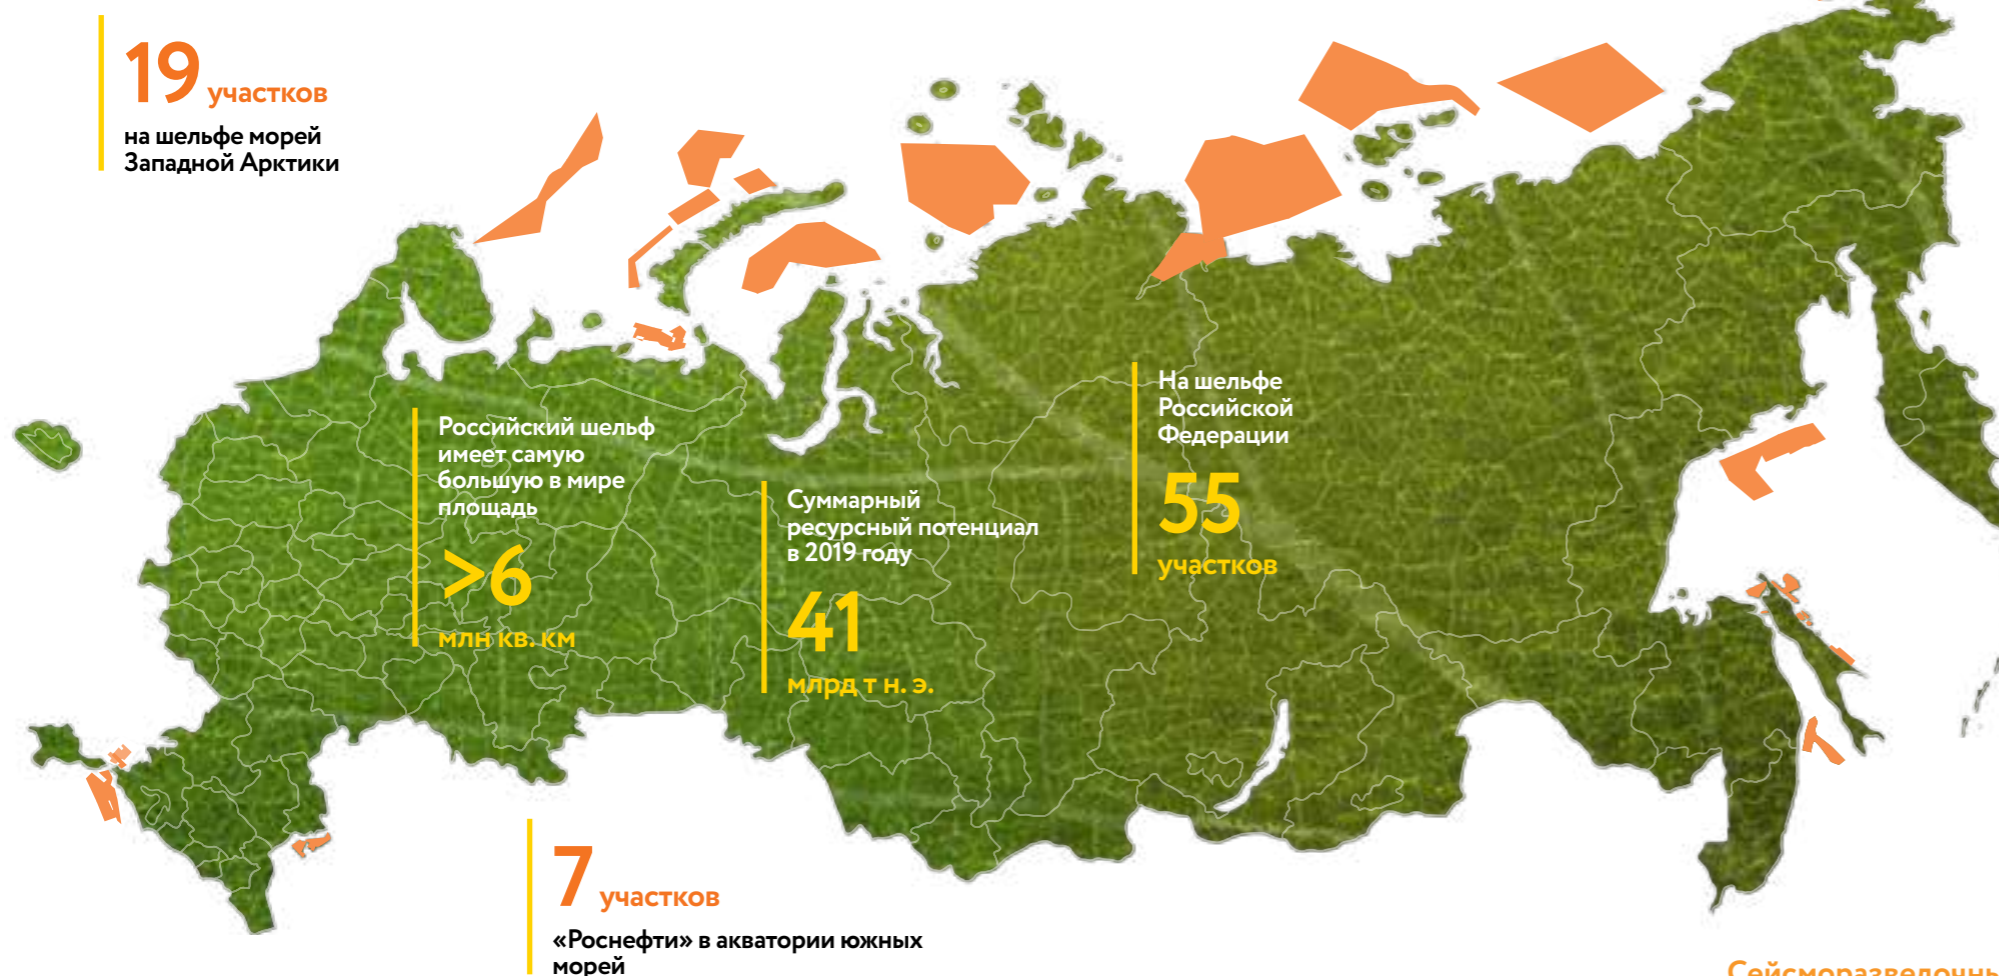 19 участков
на шельфе морей
Западной Арктики
Российский шельф
имеет самую
большую в мире
площадь
>6
млн кв. км
Суммарный
ресурсный потенциал
в 2019 году
41
млрд т н. э.
На шельфе
Российской
Федерации
55
участков
7 участков
«Роснефти» в акватории южных
морей